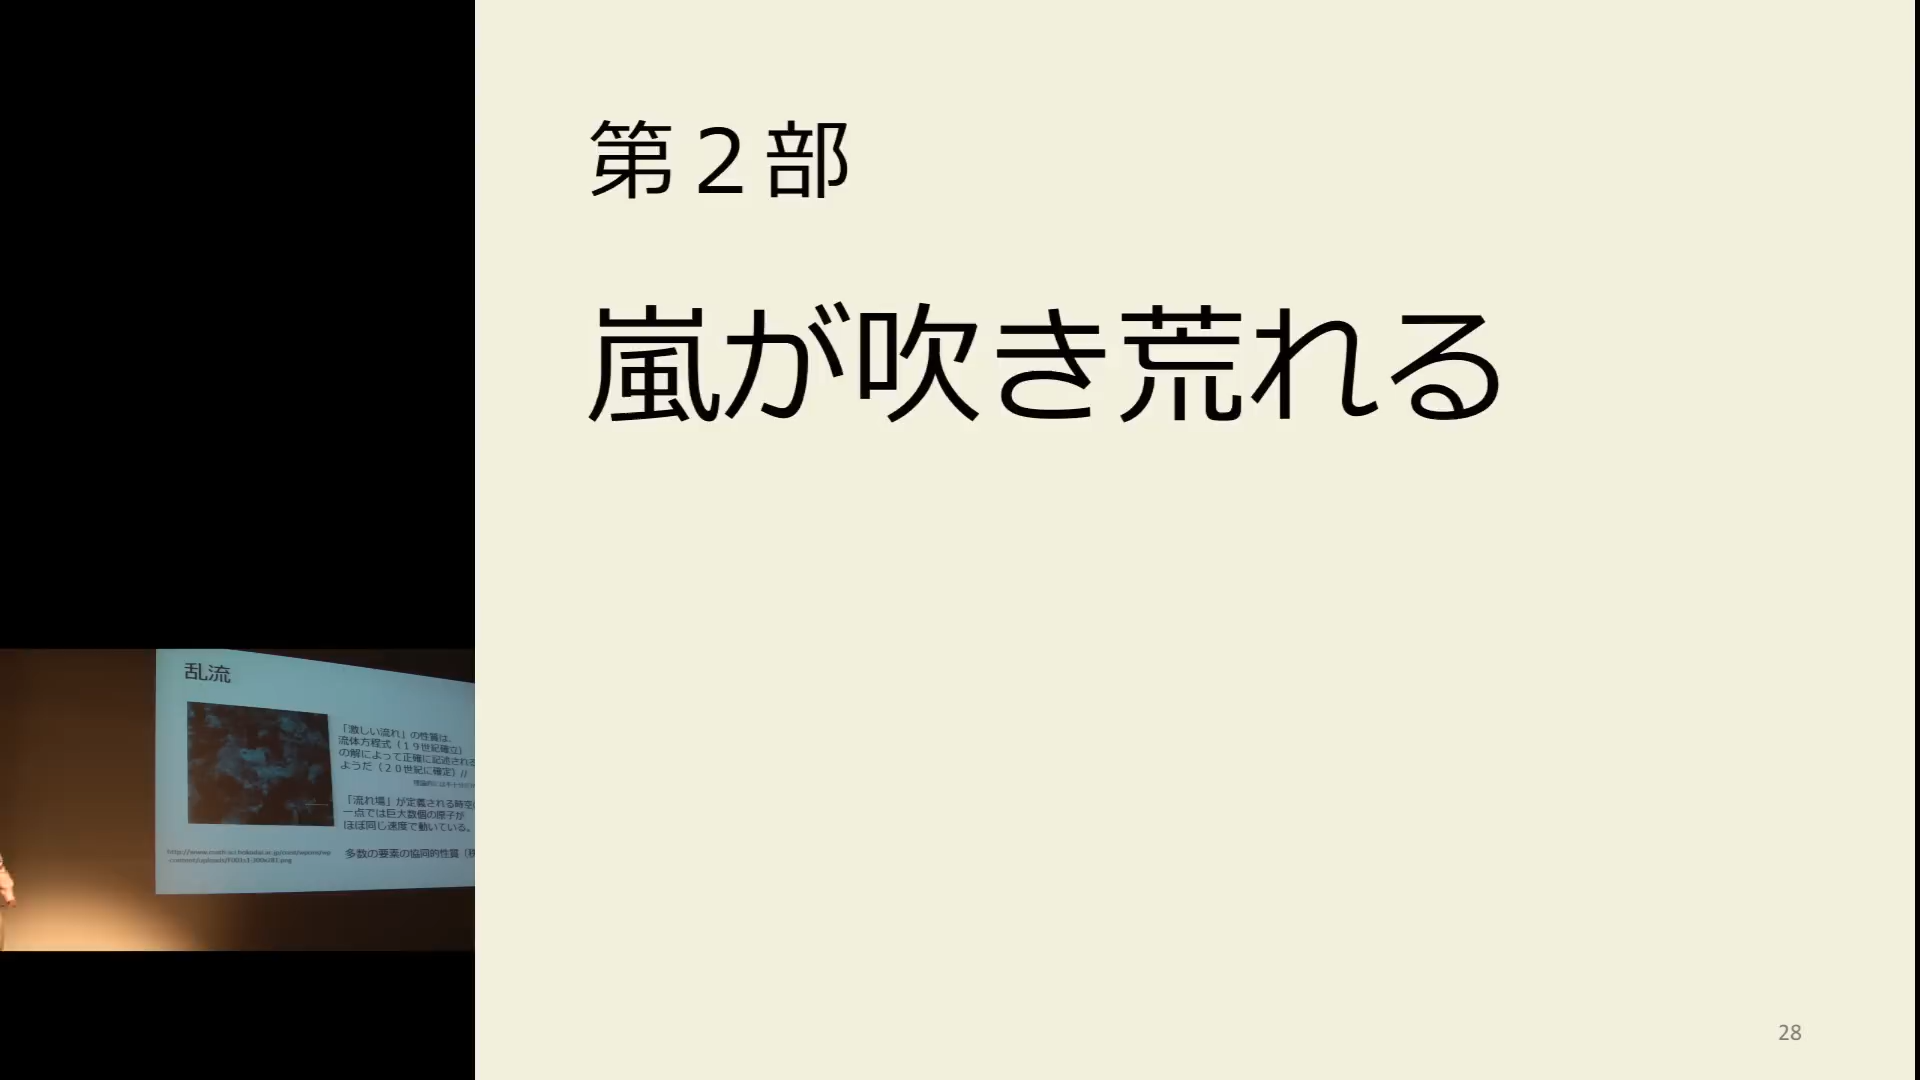 第２部
嵐が吹き荒れる
28
乱流
「激しい流れ」の性質は、
流体方程式（１９世紀確立）
の解によって正確に記述される
ようだ（２０世紀に確定）//
「流れ場」が定義される時空
一点では巨大数個の原子が
ほぼ同じ速度で動いている。
多数の要素の協同的性質